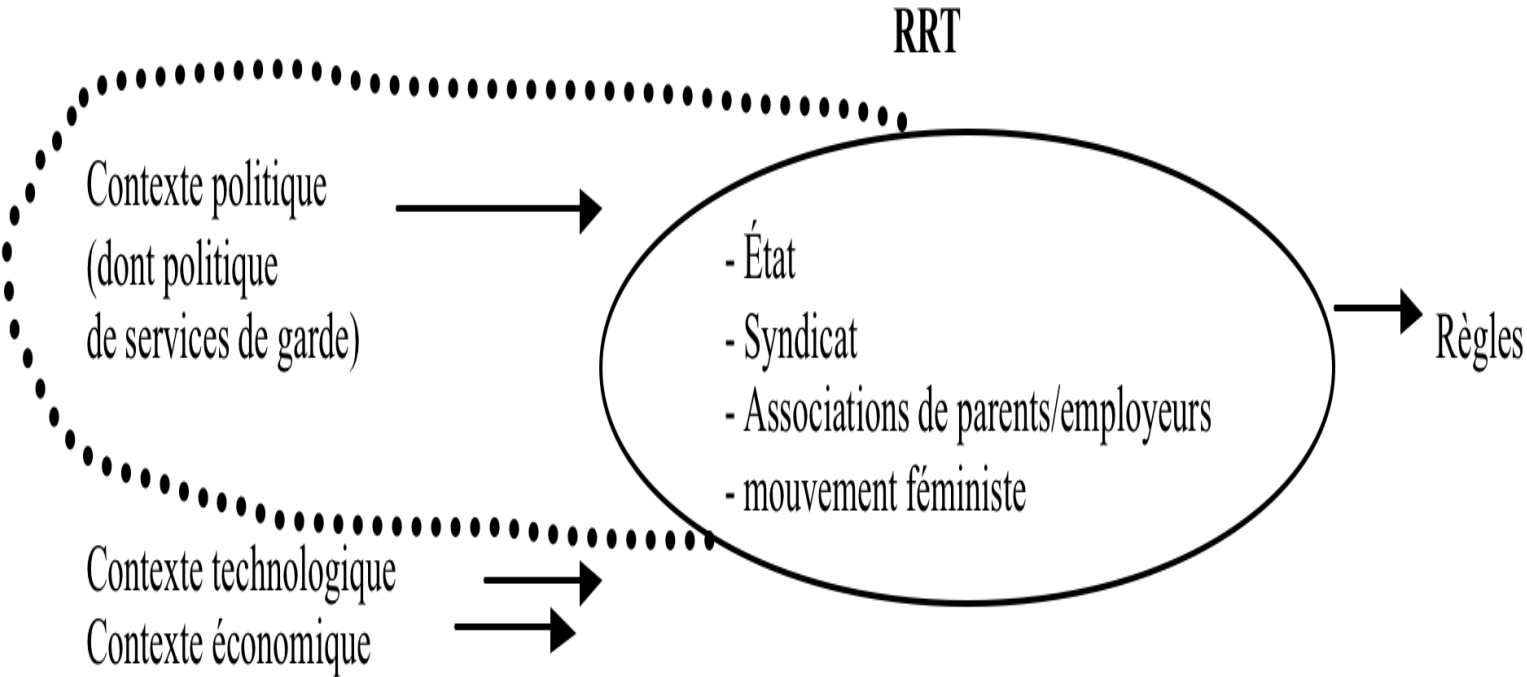 RRT
Contexte politique
(dont politique
de services de garde)
- État
- Syndicat
- Associations de parents/employeurs
- mouvement féministe
Règles
Contexte technologique
Contexte économique